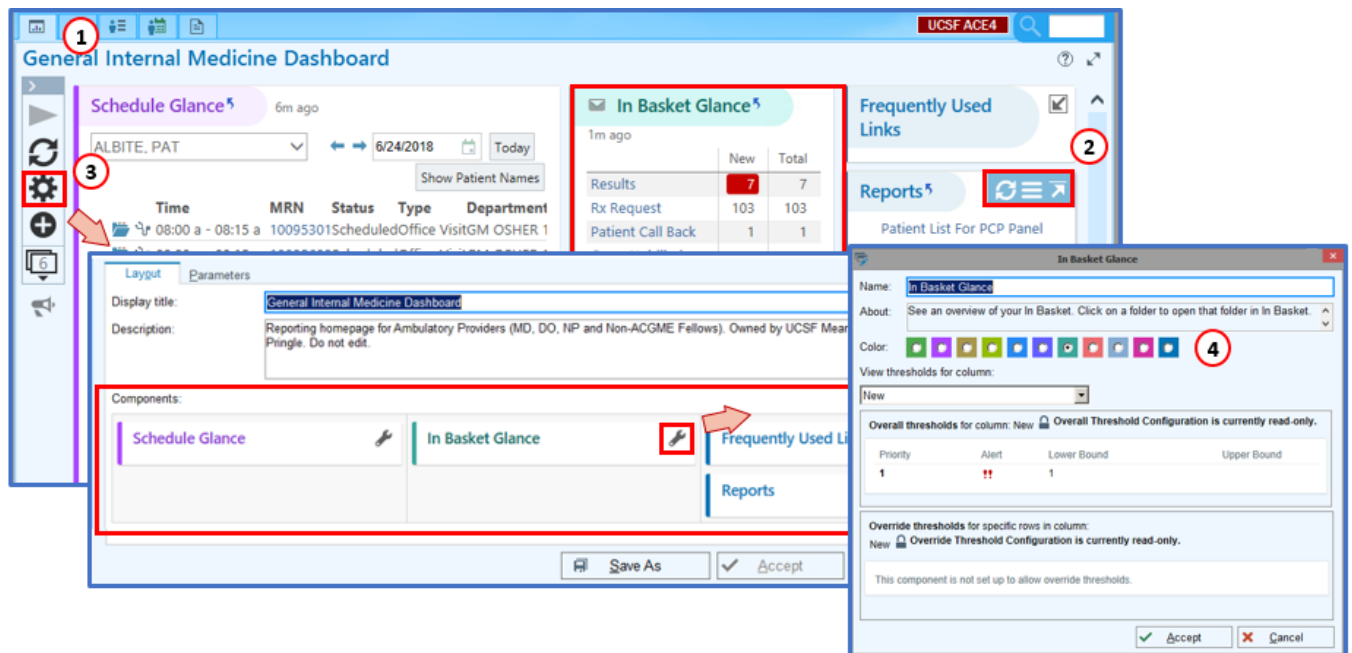 1
UCSF ACE4
General Internal Medicine Dashboard
Schedule Glance
6m ago
ALBITE, PAT
6/24/2018
Today
Show Patient Names
Time MRN Status Type Department
08:00 a - 08:15 a 10095301ScheduledOffice VisitGM OSHER 1
In Basket Glance
1m ago
New Total
Results 7 7
Rx Request 103 103
Patient Call Back 1 1
Frequently Used
Links
2
Reports
Patient List For PCP Panel
3
6
Layout Parameters
Display title: General Internal Medicine Dashboard
Description: Reporting homepage for Ambulatory Providers (MD, DO, NP and Non-ACGME Fellows). Owned by UCSF Mear
Pringle. Do not edit.
Components:
Schedule Glance
In Basket Glance
Frequently Used Li
Reports
Save As
Accept
In Basket Glance
Name: In Basket Glance
About: See an overview of your In Basket. Click on a folder to open that folder in In Basket.
Color:
4
View thresholds for column:
New
Overall thresholds for column: New Overall Threshold Configuration is currently read-only.
Priority Alert Lower Bound Upper Bound
1 !! 1
Override thresholds for specific rows in column:
New Override Threshold Configuration is currently read-only.
This component is not set up to allow override thresholds.
Accept
Cancel